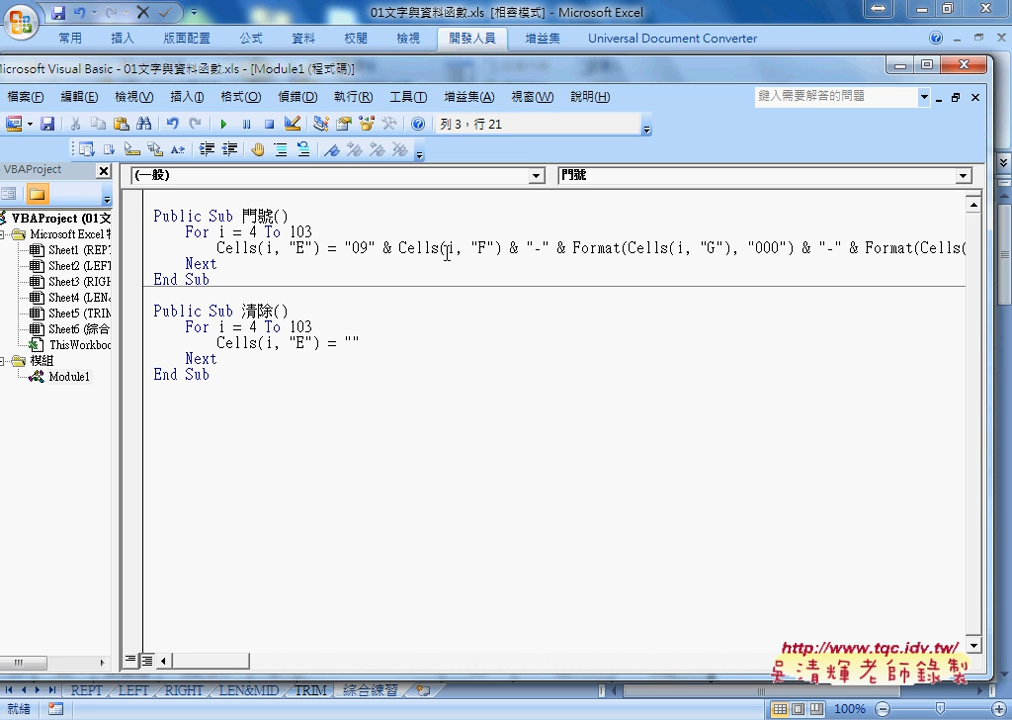 01文字與資料函數.xls [相容模式] - Microsoft Excel
常用 插入 版面配置 公式 資料 校閱 檢視 開發人員 增益集 Universal Document Converter
Microsoft Visual Basic - 01文字與資料函數.xls - [Module1 (程式碼)]
檔案(F) 編輯(E) 檢視(V) 插入(I) 格式(O) 偵錯(D) 執行(R) 工具(T) 增益集(A) 視窗(W) 說明(H) 鍵入需要解答的問題
列 3，行 21
VBAProject
(一般) 門號
VBAProject (01文
Microsoft Excel
Sheet1 (REPT
Sheet2 (LEFT
Sheet3 (RIGH
Sheet4 (LEN&
Sheet5 (TRIM
Sheet6 (綜合
ThisWorkboo
模組
Module1
Public Sub 門號()
For i = 4 To 103
Cells(i, "E") = "09" & Cells(i, "F") & "-" & Format(Cells(i, "G"), "000") & "-" & Format(Cells(
Next
End Sub
Public Sub 清除()
For i = 4 To 103
Cells(i, "E") = ""
Next
End Sub
http://www.tqc.idv.tw/
吳清輝老師錄製
REPT LEFT RIGHT LEN&MID TRIM 綜合練習
就緒 100%